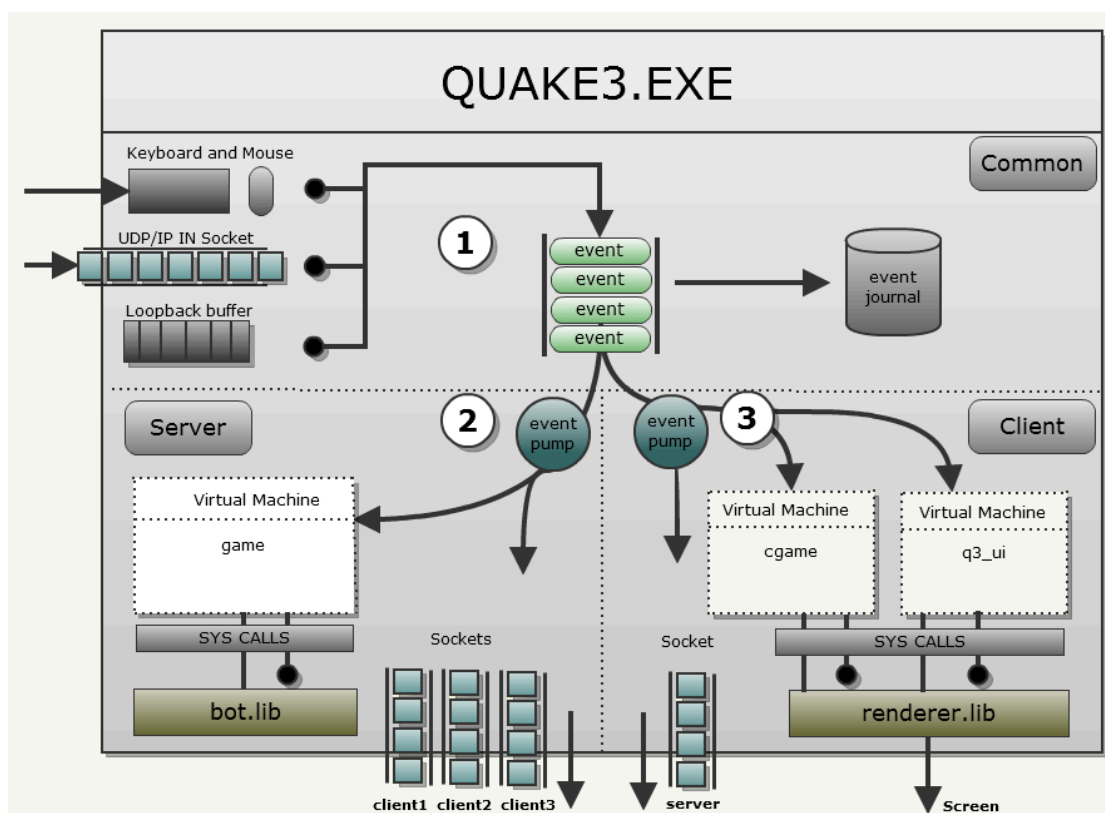 QUAKE3.EXE
Keyboard and Mouse
Common
UDP/IP IN Socket
1
event
event
event
event
event
journal
Loopback buffer
Server
2
event
pump
event
pump
3
Client
Virtual Machine
game
Virtual Machine
cgame
Virtual Machine
q3_ui
SYS CALLS
Sockets
Socket
SYS CALLS
bot.lib
renderer.lib
client1
client2
client3
server
Screen